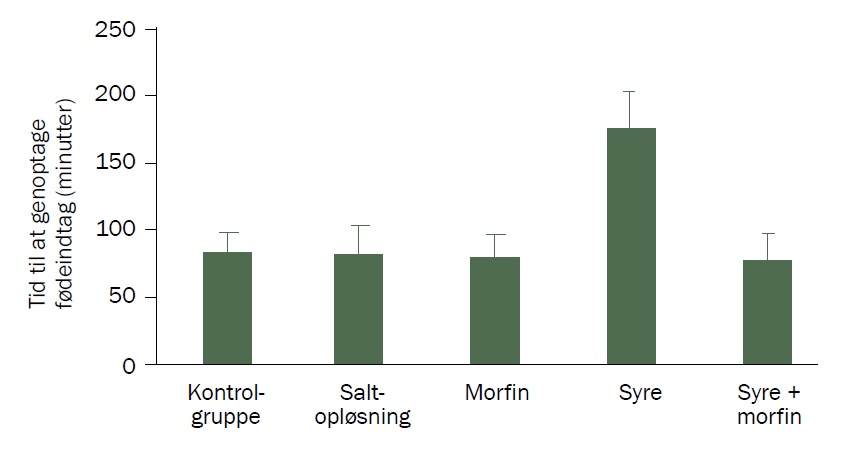 Tid til at genoptage
fødeindtag (minutter)
250
200
150
100
50
0
Kontrol-
gruppe
Salt-
opløsning
Morfin
Syre
Syre +
morfin